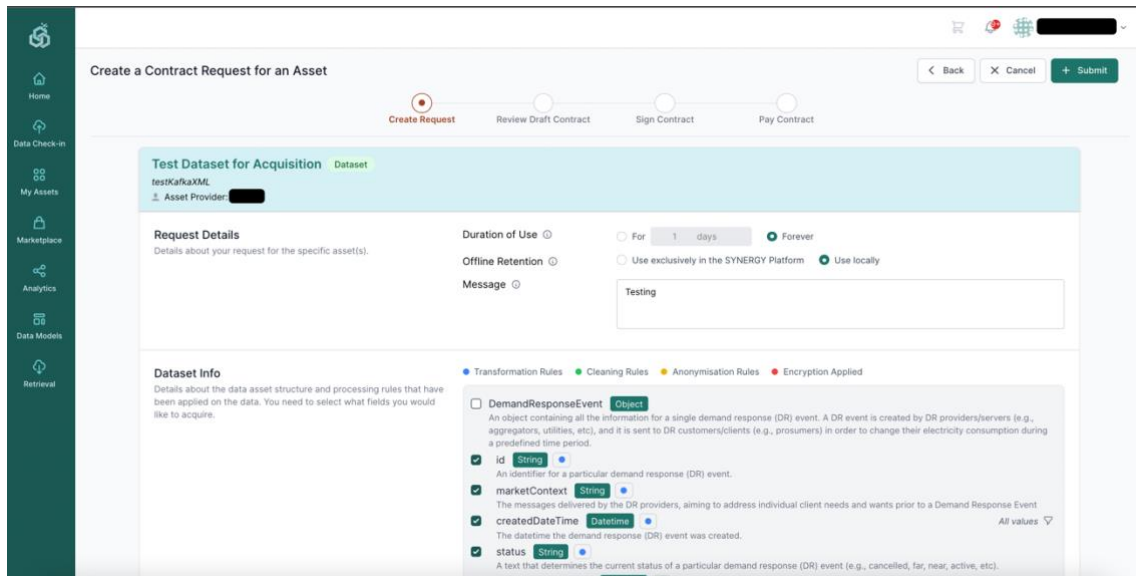 Create a Contract Request for an Asset
Back
Cancel
+ Submit
Home
Data Check-in
My Assets
Marketplace
Analytics
Data Models
Retrieval
Create Request
Review Draft Contract
Sign Contract
Pay Contract
Test Dataset for Acquisition Dataset
testKafkaXML
Asset Provider:
Request Details
Details about your request for the specific asset(s).
Duration of Use For 1 days Forever
Offline Retention Use exclusively in the SYNERGY Platform Use locally
Message Testing
Dataset Info
Details about the data asset structure and processing rules that have
been applied on the data. You need to select what fields you would
like to acquire.
Transformation Rules Cleaning Rules Anonymisation Rules Encryption Applied
DemandResponseEvent Object
An object containing all the information for a single demand response (DR) event. A DR event is created by DR providers/servers (e.g.,
aggregators, utilities, etc), and it is sent to DR customers/clients (e.g., prosumers) in order to change their electricity consumption during
a predefined time period.
id String
An identifier for a particular demand response (DR) event.
marketContext String
The messages delivered by the DR providers, aiming to address individual client needs and wants prior to a Demand Response Event
createdDateTime Datetime All values
The datetime the demand response (DR) event was created.
status String
A text that determines the current status of a particular demand response (DR) event (e.g., cancelled, far, near, active, etc).